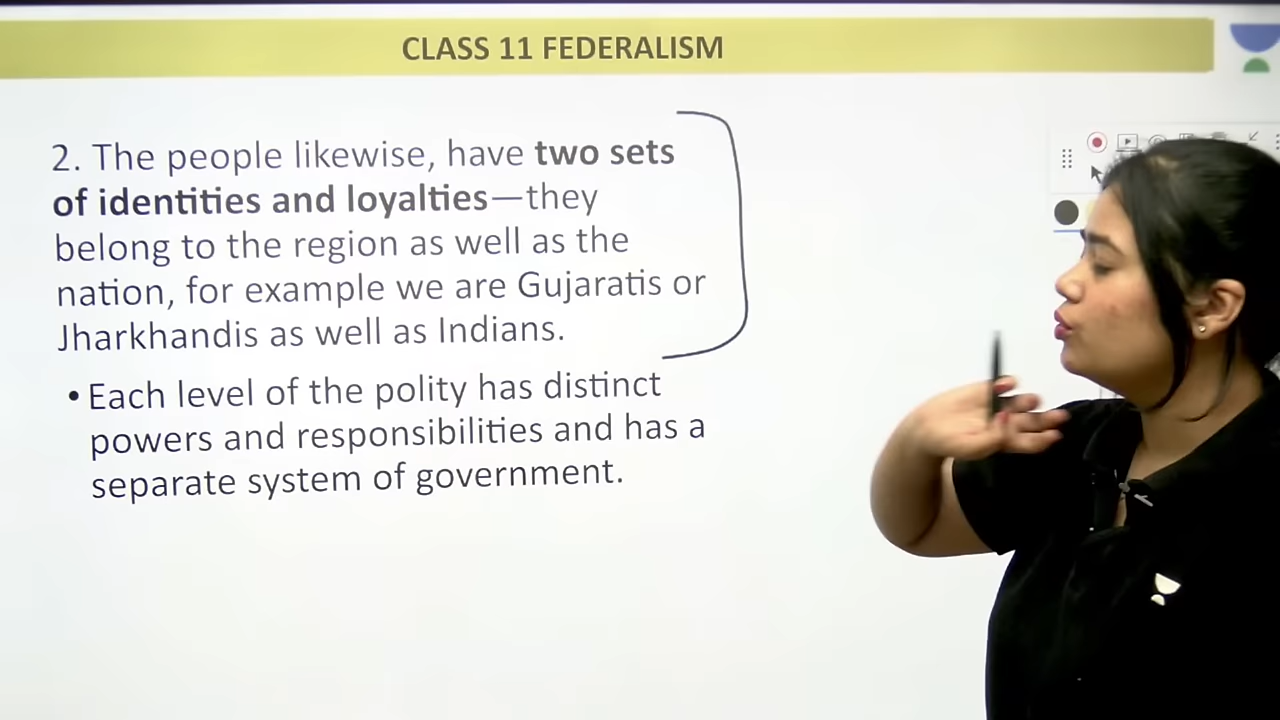 CLASS 11 FEDERALISM
2. The people likewise, have two sets
of identities and loyalties—they
belong to the region as well as the
nation, for example we are Gujaratis or
Jharkhandis as well as Indians.
• Each level of the polity has distinct
powers and responsibilities and has a
separate system of government.